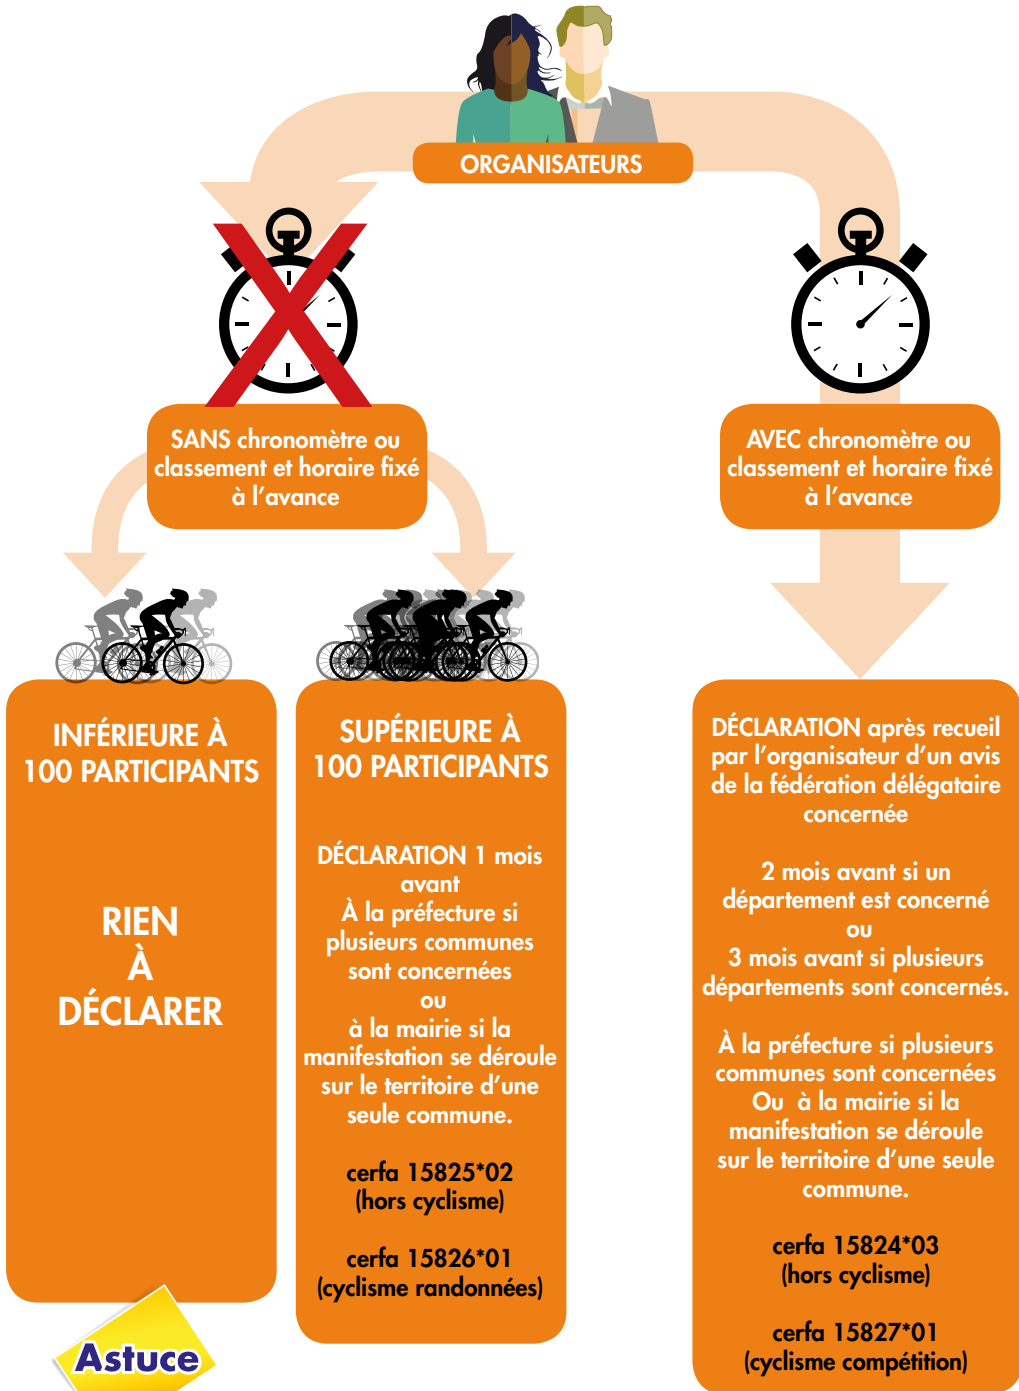 ORGANISATEURS
SANS chronomètre ou
classement et horaire fixé
à l'avance
AVEC chronomètre ou
classement et horaire fixé
à l'avance
INFÉRIEURE À
100 PARTICIPANTS
RIEN
À
DÉCLARER
SUPÉRIEURE À
100 PARTICIPANTS
DÉCLARATION 1 mois
avant
À la préfecture si
plusieurs communes
sont concernées
ou
à la mairie si la
manifestation se déroule
sur le territoire d'une
seule commune.
cerfa 15825*02
(hors cyclisme)
cerfa 15826*01
(cyclisme randonnées)
DÉCLARATION après recueil
par l'organisateur d'un avis
de la fédération délégataire
concernée
2 mois avant si un
département est concerné
ou
3 mois avant si plusieurs
départements sont concernés.
À la préfecture si plusieurs
communes sont concernées
Ou à la mairie si la
manifestation se déroule
sur le territoire d'une seule
commune.
cerfa 15824*03
(hors cyclisme)
cerfa 15827*01
(cyclisme compétition)
Astuce